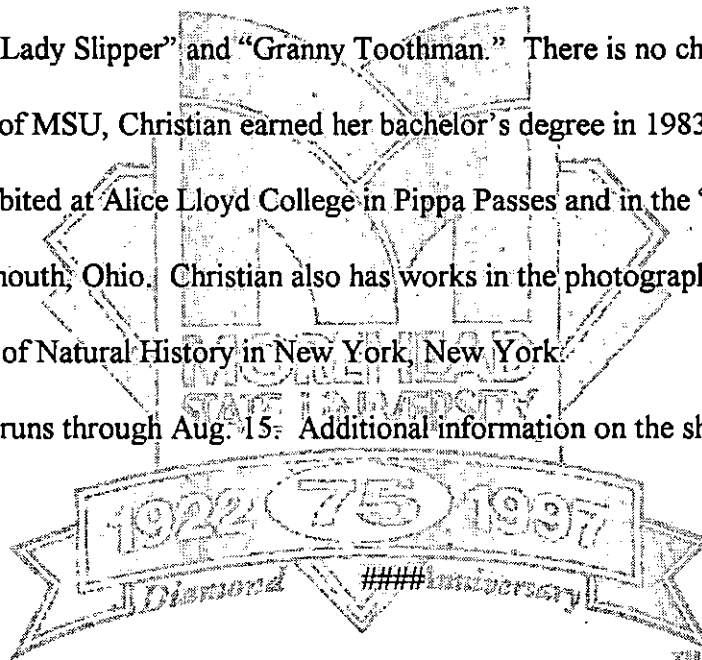 Lady Slipper” and “Granny Toothman.” There is no ch
of MSU, Christian earned her bachelor’s degree in 1983
bited at Alice Lloyd College in Pippa Passes and in the “
nouth, Ohio. Christian also has works in the photograph
of Natural History in New York, New York.
MOREHEAD
STATE UNIVERSITY
runs through Aug. 15. Additional information on the sh
1922 75 1997
Diamond #### Anniversary